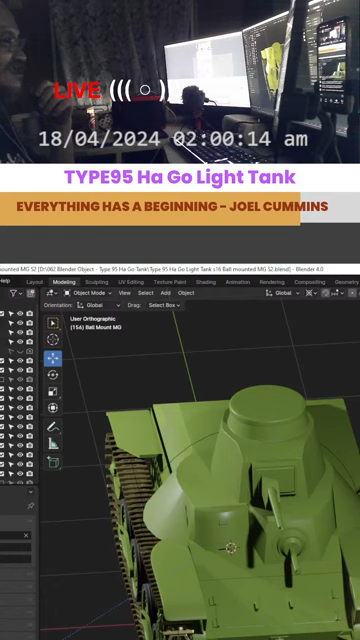 LIVE ((( ○ ))
18/04/2024 02:00:14 am
TYPE95 Ha Go Light Tank
EVERYTHING HAS A BEGINNING - JOEL CUMMINS
mounted MG S2 [D:\062 Blender Object - Type 95 Ha Go Tank\Type 95 Ha Go Light Tank s16 Ball mounted MG S2.blend] - Blender 4.0
Help Layout Modeling Sculpting UV Editing Texture Paint Shading Animation Rendering Compositing
Object Mode View Select Add Object Global
Orientation: Global Drag: Select Box
User Orthographic
(156) Ball Mount MG